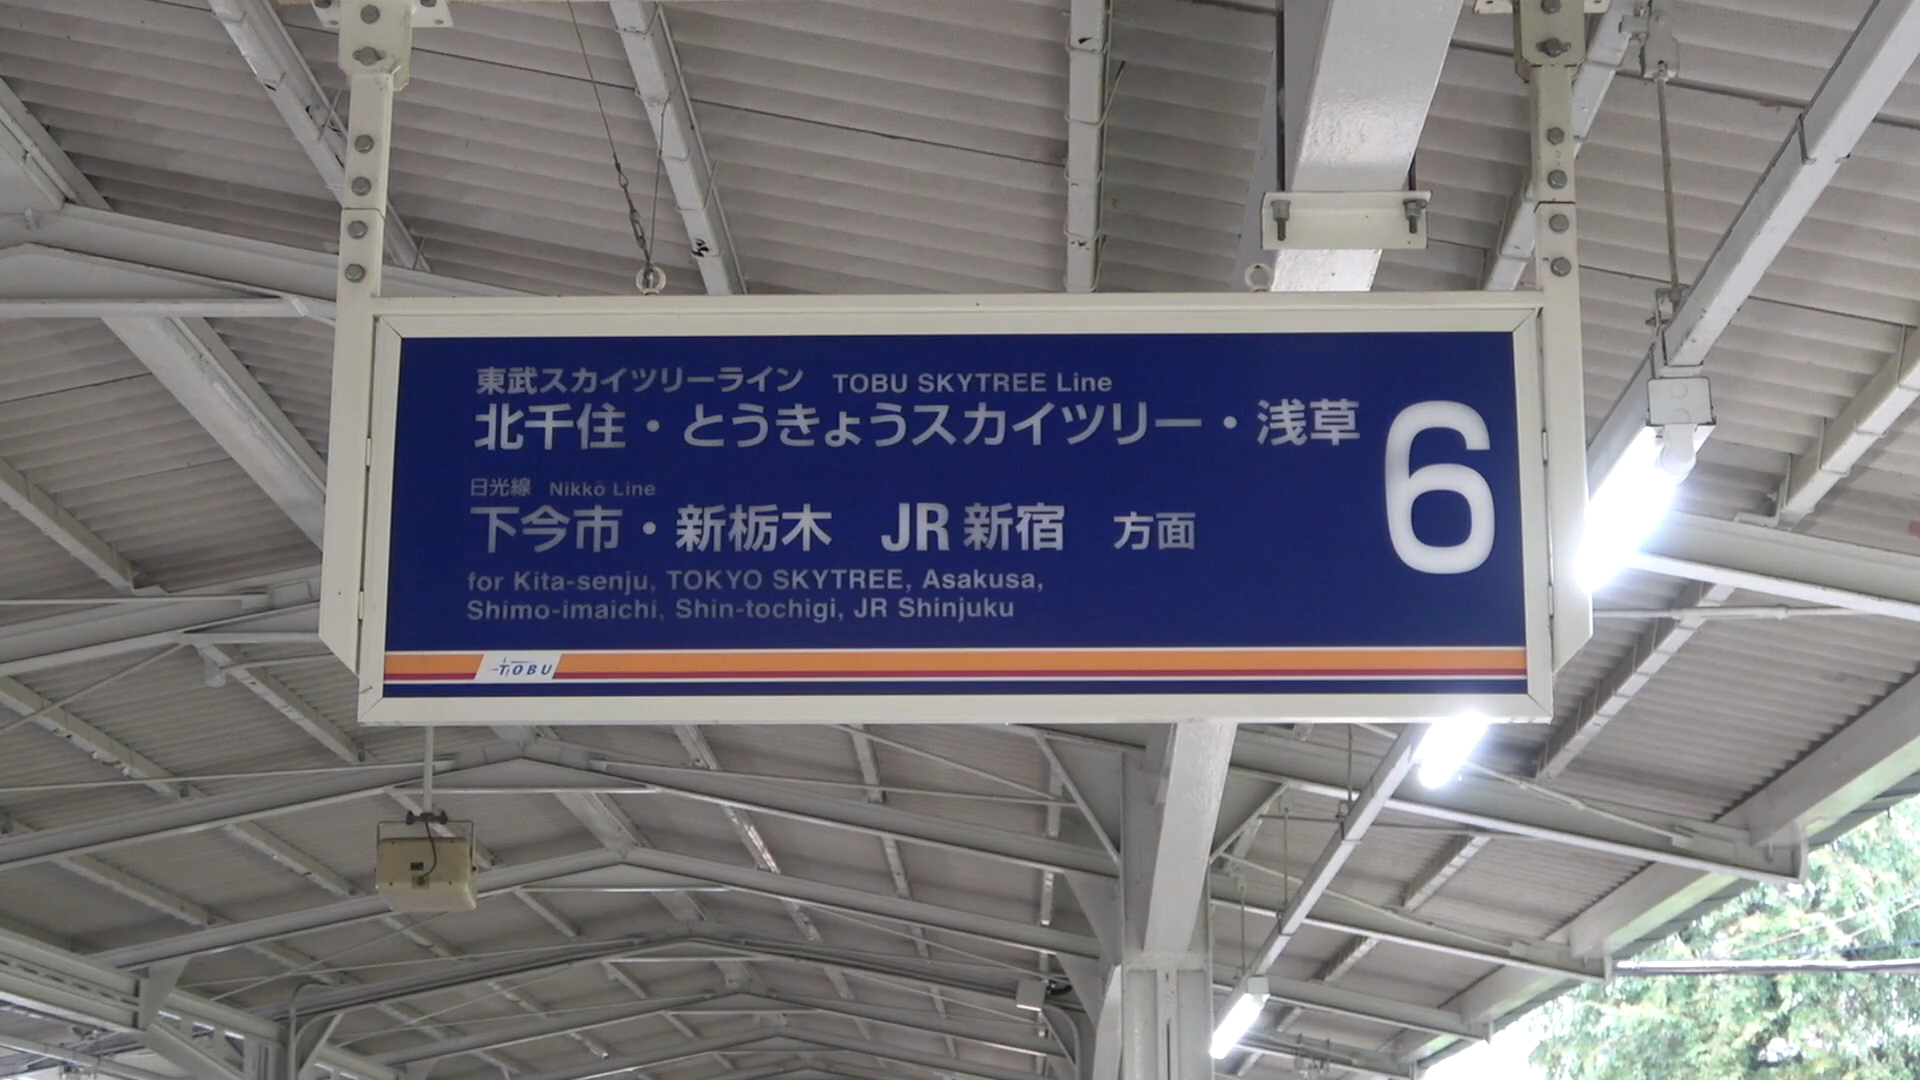 東武スカイツリーライン TOBU SKYTREE Line
北千住・とうきょうスカイツリー・浅草
6
日光線 Nikkō Line
下今市・新栃木 JR新宿 方面
for Kita-senju, TOKYO SKYTREE, Asakusa,
Shimo-imaichi, Shin-tochigi, JR Shinjuku
TOBU